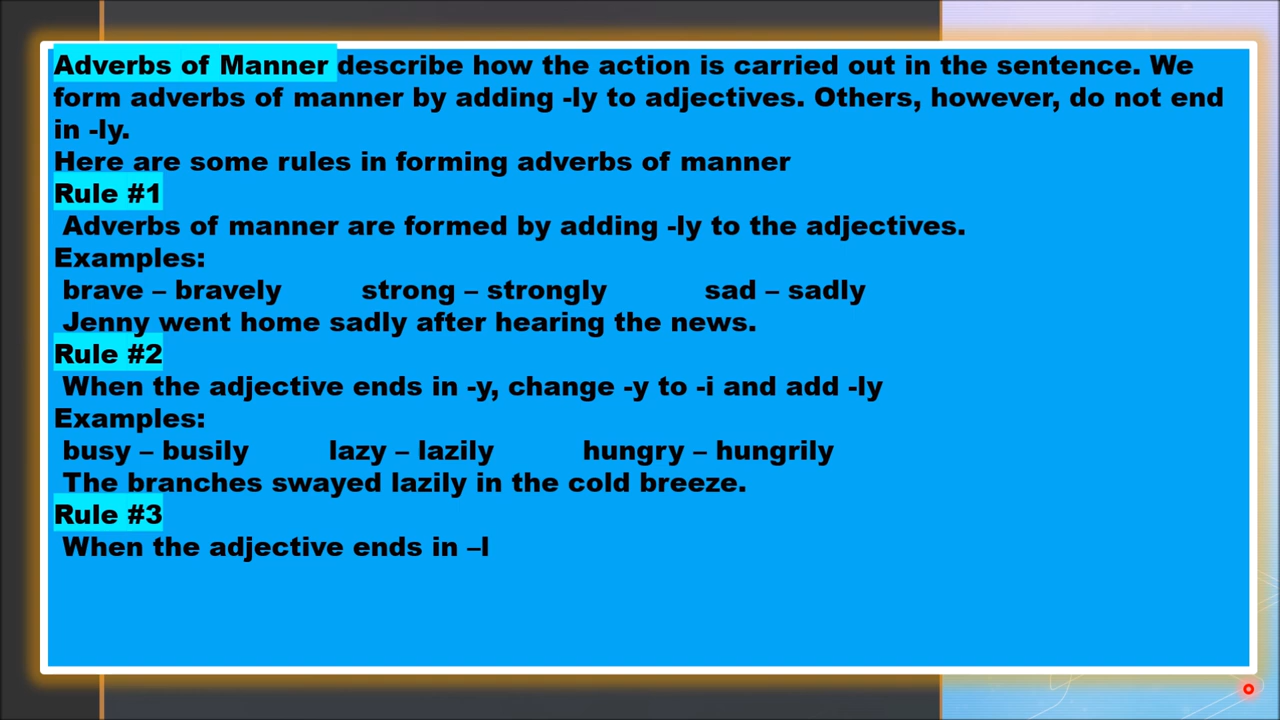 Adverbs of Manner describe how the action is carried out in the sentence. We
form adverbs of manner by adding -ly to adjectives. Others, however, do not end
in -ly.
Here are some rules in forming adverbs of manner
Rule #1
Adverbs of manner are formed by adding -ly to the adjectives.
Examples:
brave – bravely strong – strongly sad – sadly
Jenny went home sadly after hearing the news.
Rule #2
When the adjective ends in -y, change -y to -i and add -ly
Examples:
busy – busily lazy – lazily hungry – hungrily
The branches swayed lazily in the cold breeze.
Rule #3
When the adjective ends in –l